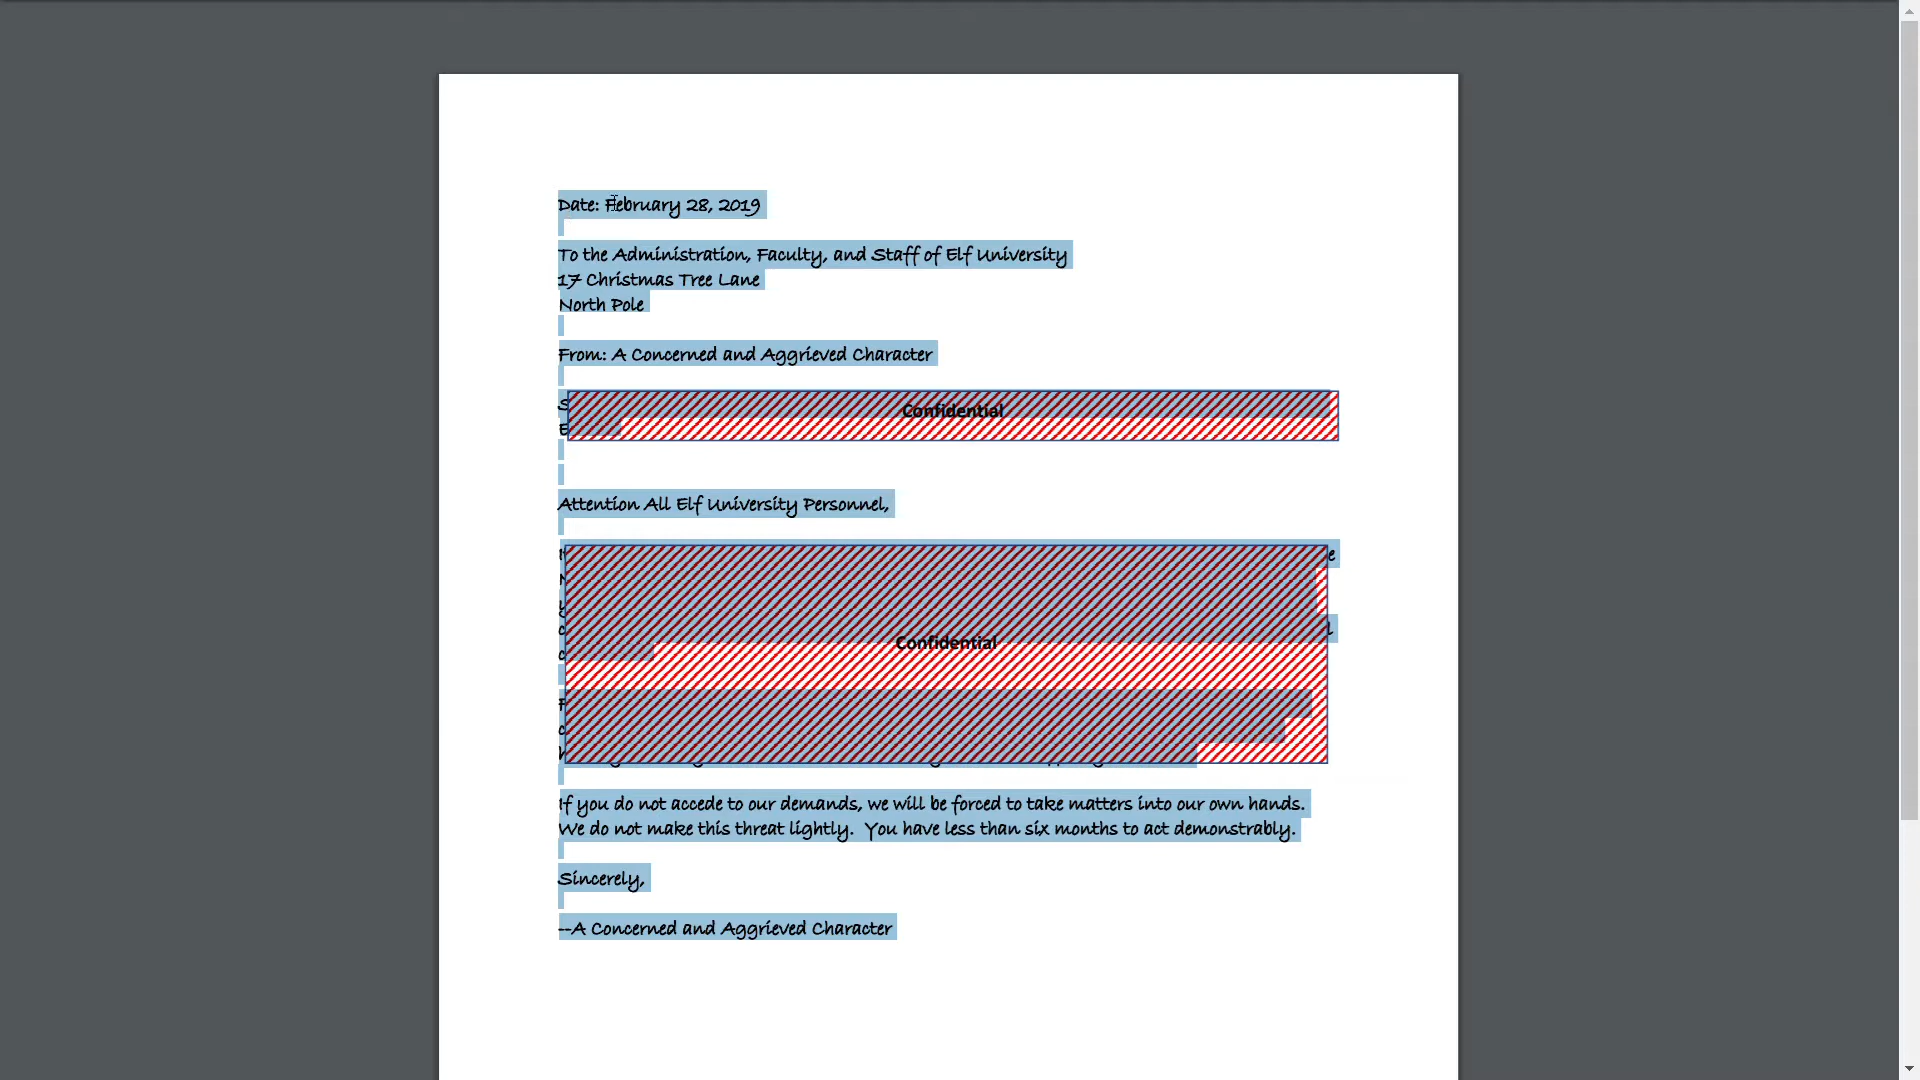 Date: February 28, 2019
To the Administration, Faculty, and Staff of Elf University
17 Christmas Tree Lane
North Pole
From: A Concerned and Aggrieved Character
Confidential
Attention All Elf University Personnel,
Confidential
If you do not accede to our demands, we will be forced to take matters into our own hands.
We do not make this threat lightly. You have less than six months to act demonstrably.
Sincerely,
--A Concerned and Aggrieved Character